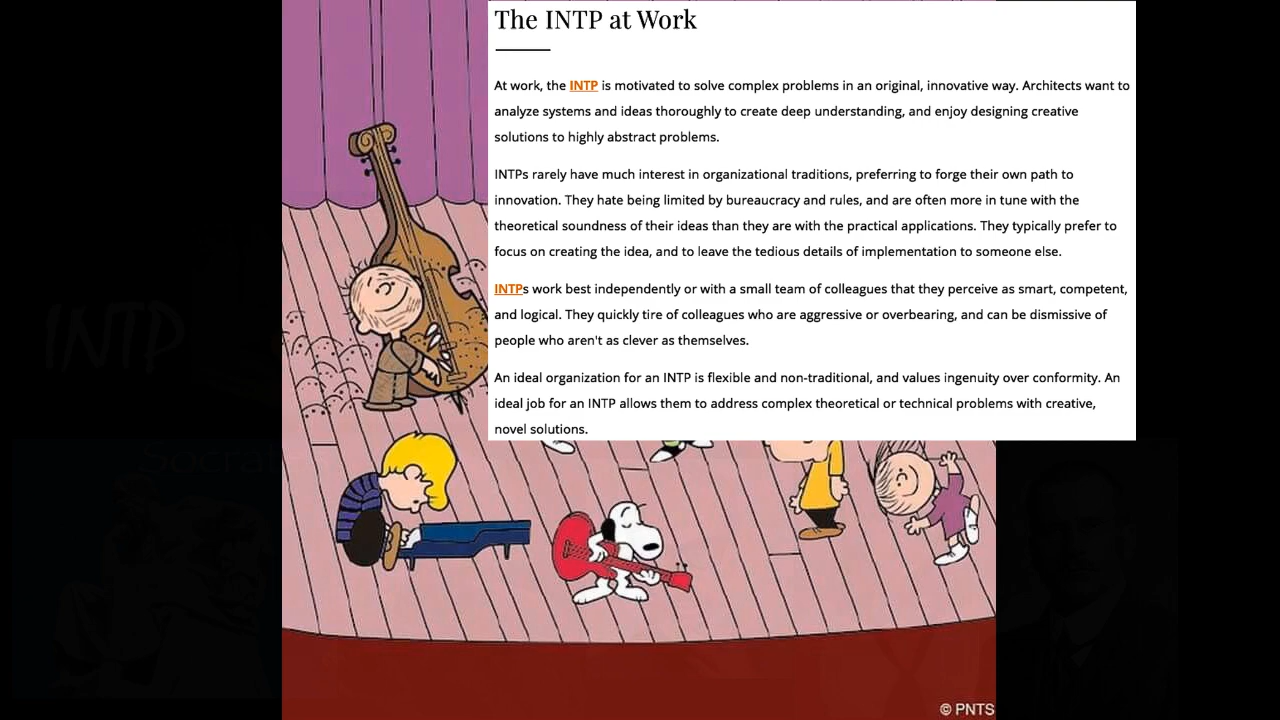 The INTP at Work
At work, the INTP is motivated to solve complex problems in an original, innovative way. Architects want to
analyze systems and ideas thoroughly to create deep understanding, and enjoy designing creative
solutions to highly abstract problems.
INTPs rarely have much interest in organizational traditions, preferring to forge their own path to
innovation. They hate being limited by bureaucracy and rules, and are often more in tune with the
theoretical soundness of their ideas than they are with the practical applications. They typically prefer to
focus on creating the idea, and to leave the tedious details of implementation to someone else.
INTPs work best independently or with a small team of colleagues that they perceive as smart, competent,
and logical. They quickly tire of colleagues who are aggressive or overbearing, and can be dismissive of
people who aren't as clever as themselves.
An ideal organization for an INTP is flexible and non-traditional, and values ingenuity over conformity. An
ideal job for an INTP allows them to address complex theoretical or technical problems with creative,
novel solutions.
INTP
© PNTS